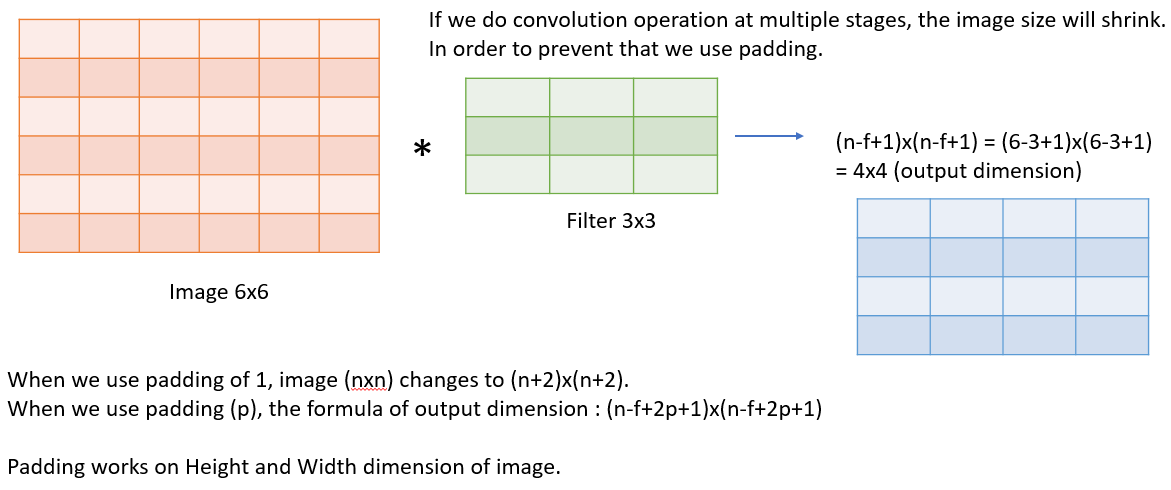 If we do convolution operation at multiple stages, the image size will shrink.
In order to prevent that we use padding.
*
(n-f+1)x(n-f+1) = (6-3+1)x(6-3+1)
= 4x4 (output dimension)
Filter 3x3
Image 6x6
When we use padding of 1, image (nxn) changes to (n+2)x(n+2).
When we use padding (p), the formula of output dimension : (n-f+2p+1)x(n-f+2p+1)
Padding works on Height and Width dimension of image.